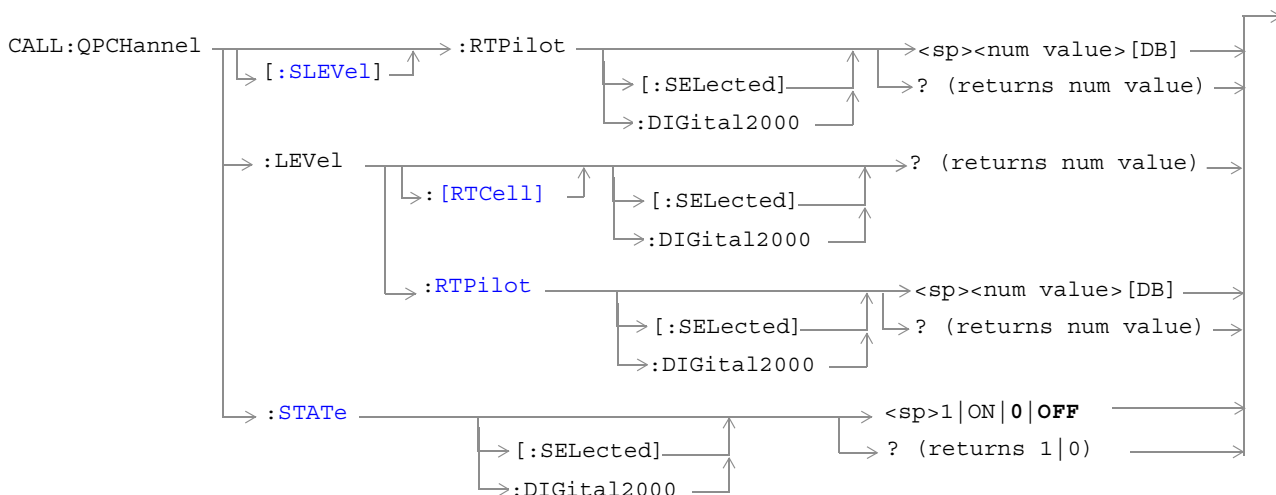 CALL:QPCHannel [:SLEVel] :RTPilot [:SELected] :DIGital2000 <sp><num value>[DB]
? (returns num value)
:LEVel :[RTCell] [:SELected] :DIGital2000 ? (returns num value)
:RTPilot [:SELected] :DIGital2000 <sp><num value>[DB]
? (returns num value)
:STATe [:SELected] :DIGital2000 <sp>1|ON|0|OFF
? (returns 1|0)